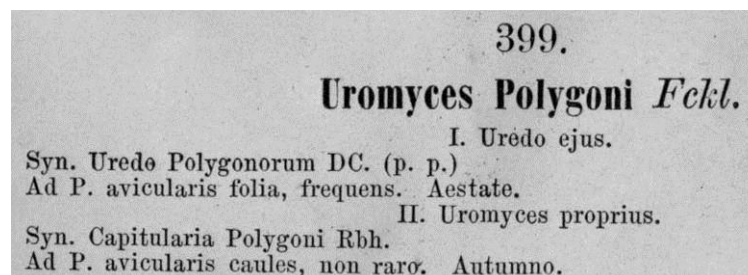 399.
Uromyces Polygoni Fckl.
I. Uredo ejus.
Syn. Uredo Polygonorum DC. (p. p.)
Ad P. avicularis folia, frequens. Aestate.
II. Uromyces proprius.
Syn. Capitularia Polygoni Rbh.
Ad P. avicularis caules, non raro. Autumno.